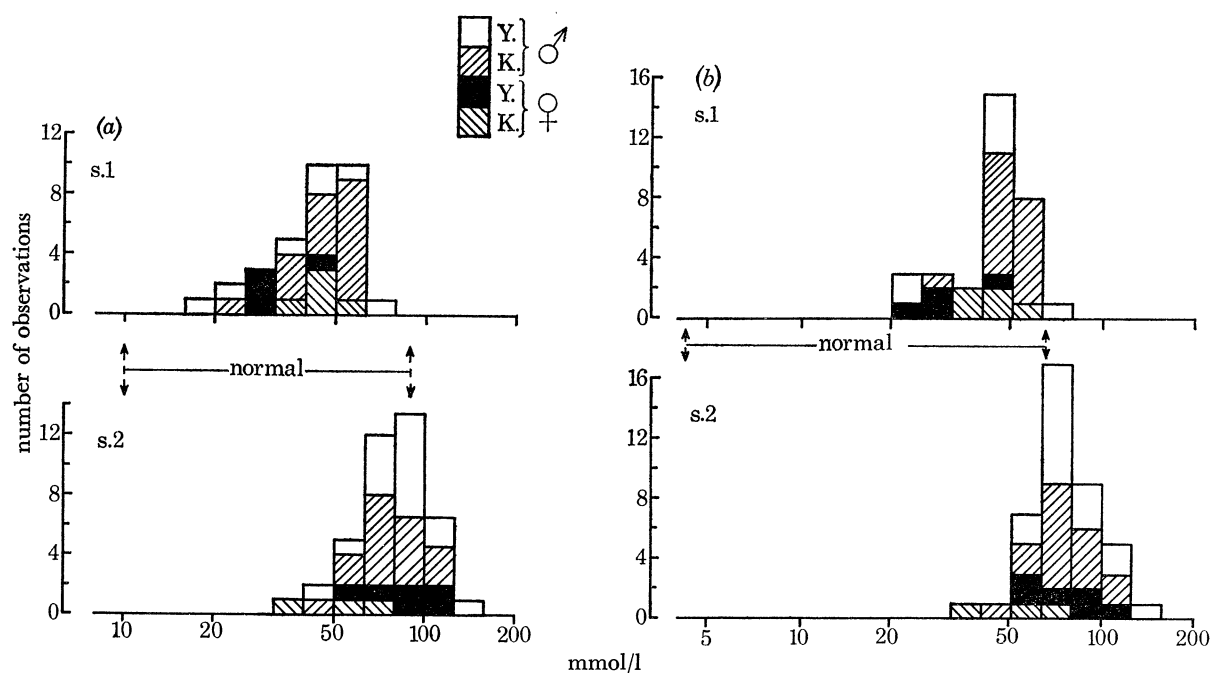 Y. } ♂
K.
Y. } ♀
K.
(a)
s.1
12
8
4
0
number of observations
normal
s.2
12
8
4
0
10 20 50 100 200
(b)
s.1
16
12
8
4
0
normal
s.2
16
12
8
4
0
5 10 20 50 100 200
mmol/l